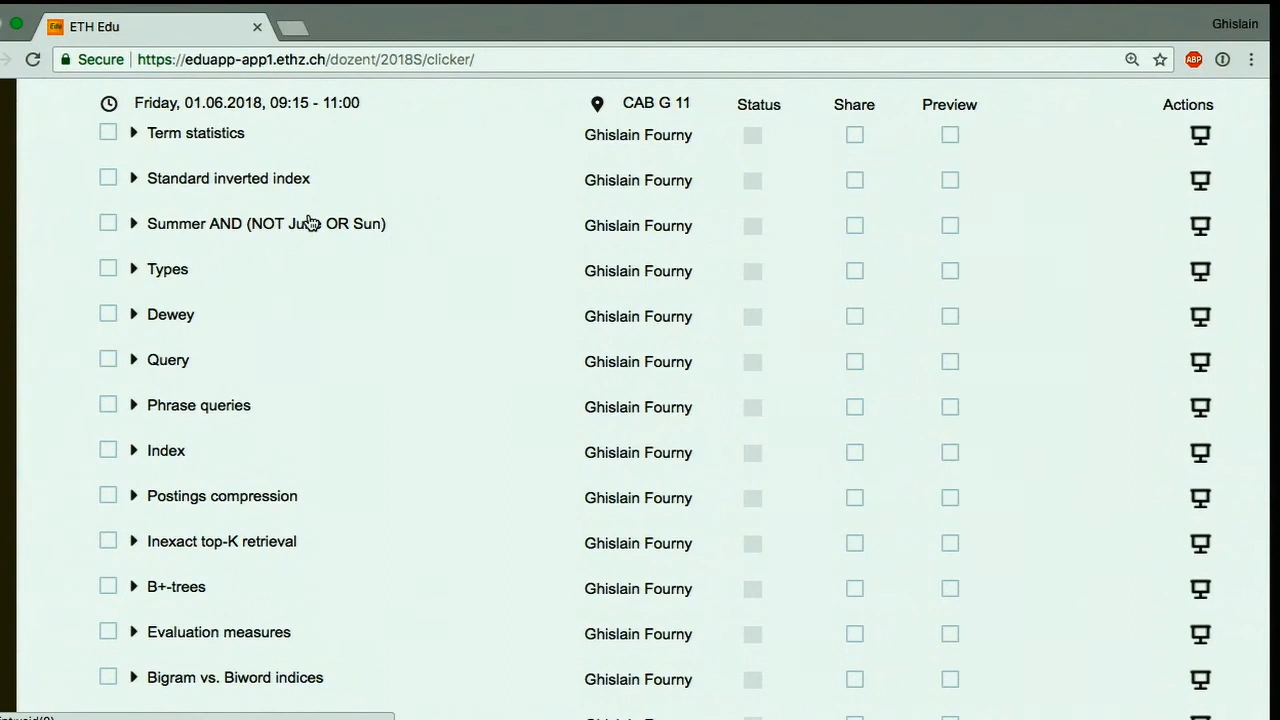 ETH Edu
Ghislain
Secure https://eduapp-app1.ethz.ch/dozent/2018S/clicker/
ABP
Friday, 01.06.2018, 09:15 - 11:00 CAB G 11 Status Share Preview Actions
Term statistics Ghislain Fourny
Standard inverted index Ghislain Fourny
Summer AND (NOT OR Sun) Ghislain Fourny
Types Ghislain Fourny
Dewey Ghislain Fourny
Query Ghislain Fourny
Phrase queries Ghislain Fourny
Index Ghislain Fourny
Postings compression Ghislain Fourny
Inexact top-K retrieval Ghislain Fourny
B+-trees Ghislain Fourny
Evaluation measures Ghislain Fourny
Bigram vs. Biword indices Ghislain Fourny